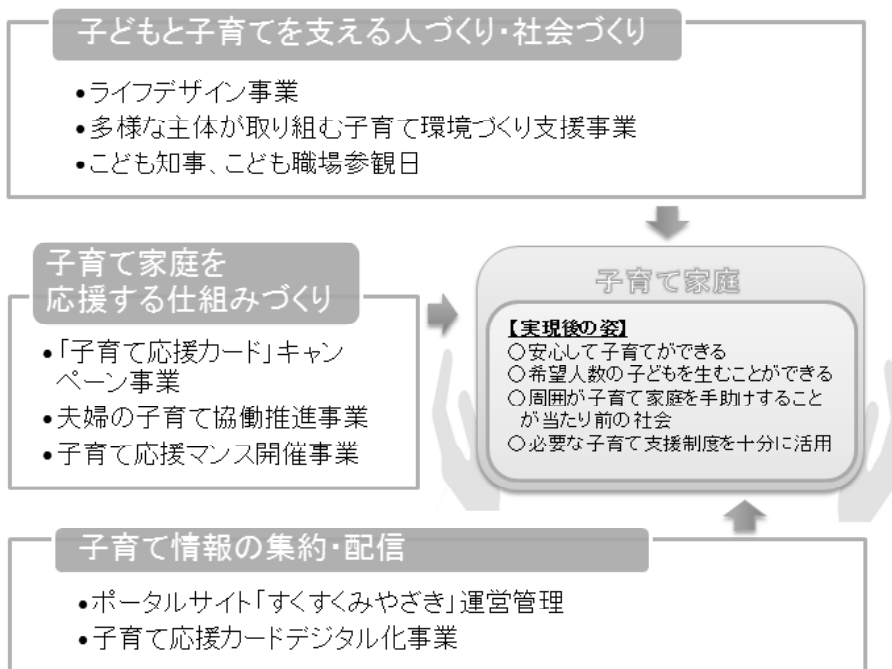 子どもと子育てを支える人づくり・社会づくり
•ライフデザイン事業
•多様な主体が取り組む子育て環境づくり支援事業
•こども知事、こども職場参観日
子育て家庭を
応援する仕組みづくり
•「子育て応援カード」キャン
ペーン事業
•夫婦の子育て協働推進事業
•子育て応援マンス開催事業
子育て家庭
【実現後の姿】
○安心して子育てができる
○希望人数の子どもを生むことができる
○周囲が子育て家庭を手助けすること
が当たり前の社会
○必要な子育て支援制度を十分に活用
子育て情報の集約・配信
•ポータルサイト「すくすくみやざき」運営管理
•子育て応援カードデジタル化事業